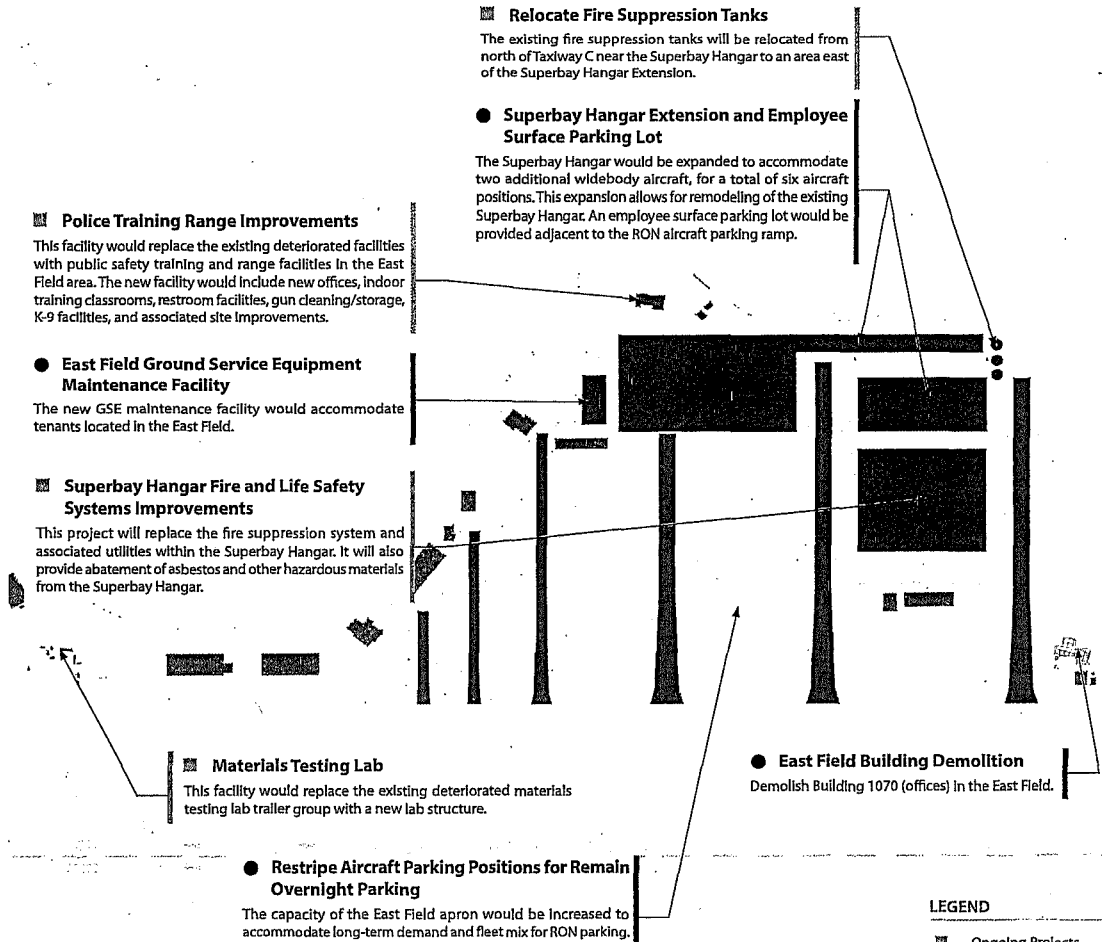 Relocate Fire Suppression Tanks
The existing fire suppression tanks will be relocated from
north of Taxiway C near the Superbay Hangar to an area east
of the Superbay Hangar Extension.
Superbay Hangar Extension and Employee
Surface Parking Lot
The Superbay Hangar would be expanded to accommodate
two additional widebody aircraft, for a total of six aircraft
positions. This expansion allows for remodeling of the existing
Superbay Hangar. An employee surface parking lot would be
provided adjacent to the RON aircraft parking ramp.
Police Training Range Improvements
This facility would replace the existing deteriorated facilities
with public safety training and range facilities in the East
Field area. The new facility would include new offices, indoor
training classrooms, restroom facilities, gun cleaning/storage,
K-9 facilities, and associated site improvements.
East Field Ground Service Equipment
Maintenance Facility
The new GSE maintenance facility would accommodate
tenants located in the East Field.
Superbay Hangar Fire and Life Safety
Systems Improvements
This project will replace the fire suppression system and
associated utilities within the Superbay Hangar. It will also
provide abatement of asbestos and other hazardous materials
from the Superbay Hangar.
Materials Testing Lab
This facility would replace the existing deteriorated materials
testing lab trailer group with a new lab structure.
East Field Building Demolition
Demolish Building 1070 (offices) in the East Field.
Restripe Aircraft Parking Positions for Remain
Overnight Parking
The capacity of the East Field apron would be increased to
accommodate long-term demand and fleet mix for RON parking.
LEGEND
Ongoing Projects